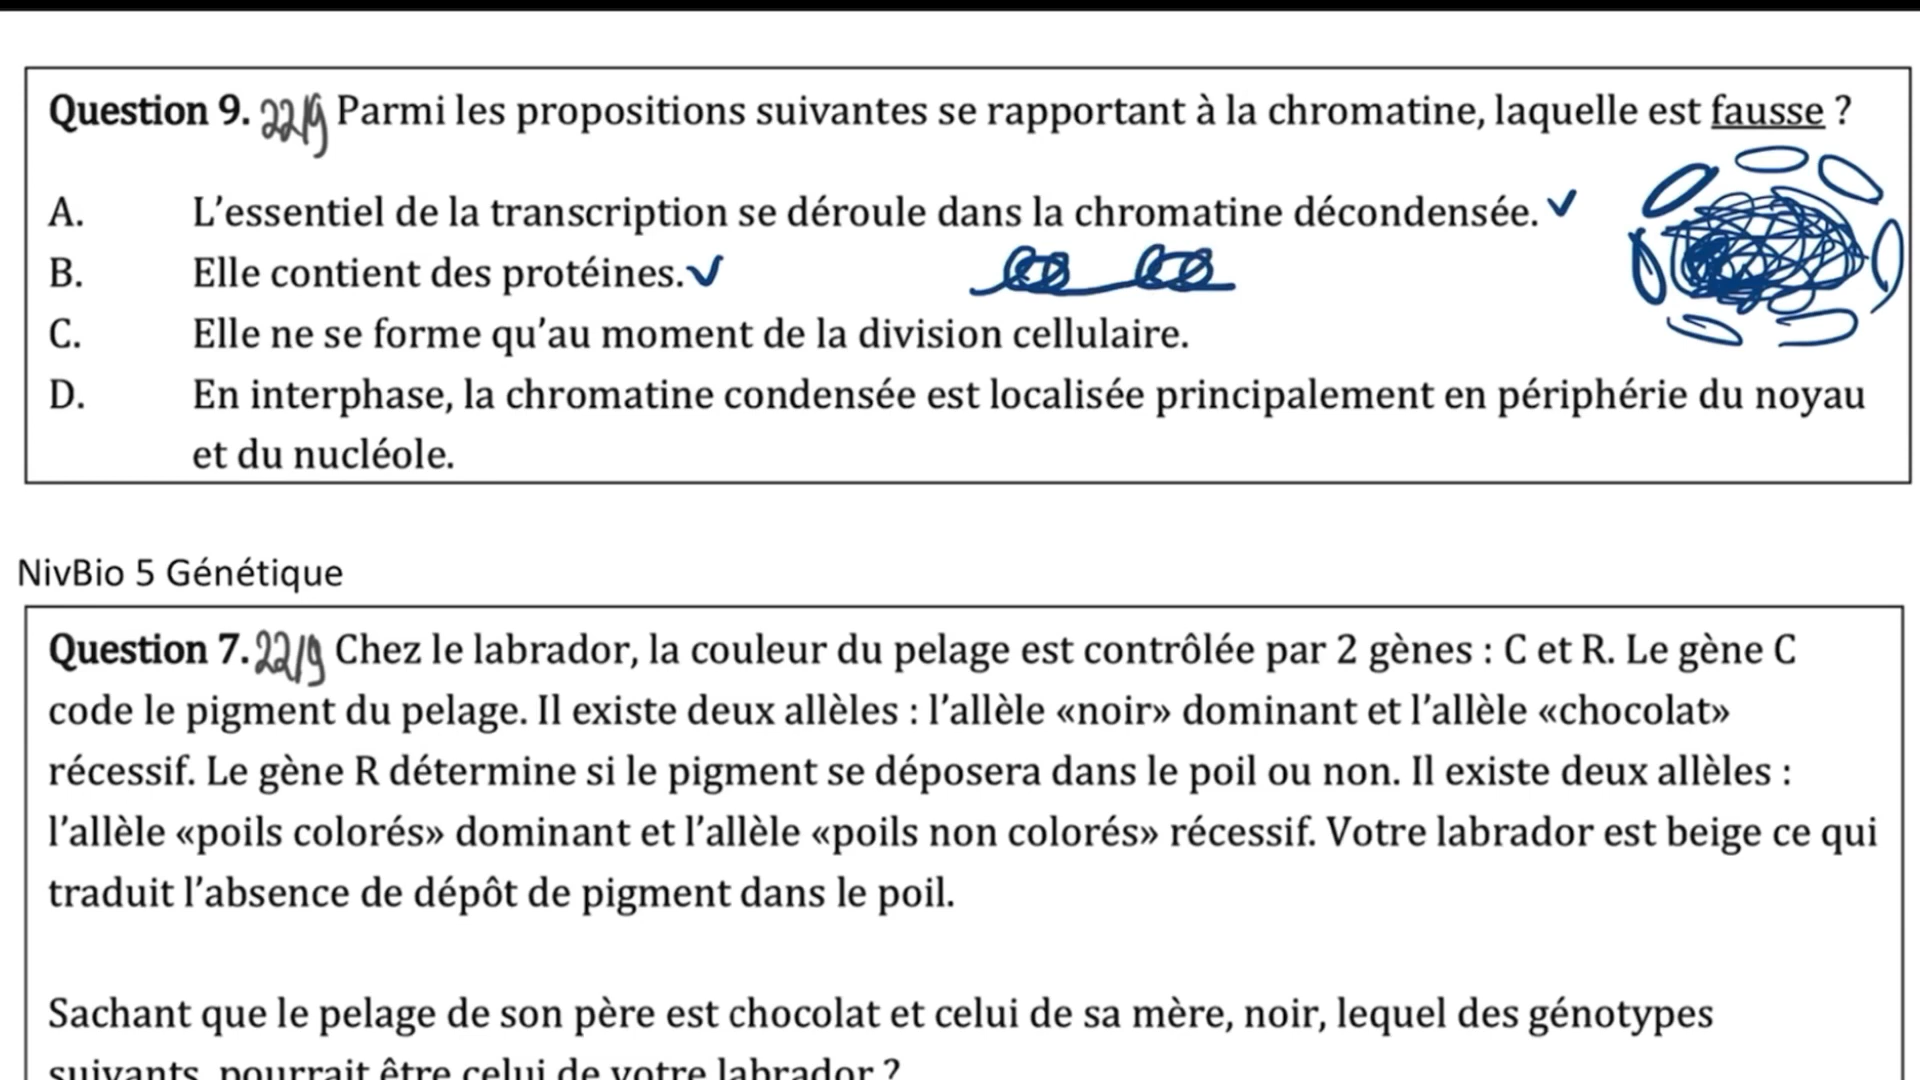 Question 9. 22/9 Parmi les propositions suivantes se rapportant à la chromatine, laquelle est fausse ?
A. L’essentiel de la transcription se déroule dans la chromatine décondensée.
B. Elle contient des protéines.
C. Elle ne se forme qu’au moment de la division cellulaire.
D. En interphase, la chromatine condensée est localisée principalement en périphérie du noyau
et du nucléole.
NivBio 5 Génétique
Question 7. 22/9 Chez le labrador, la couleur du pelage est contrôlée par 2 gènes : C et R. Le gène C
code le pigment du pelage. Il existe deux allèles : l’allèle «noir» dominant et l’allèle «chocolat»
récessif. Le gène R détermine si le pigment se déposera dans le poil ou non. Il existe deux allèles :
l’allèle «poils colorés» dominant et l’allèle «poils non colorés» récessif. Votre labrador est beige ce qui
traduit l’absence de dépôt de pigment dans le poil.
Sachant que le pelage de son père est chocolat et celui de sa mère, noir, lequel des génotypes
suivants, pourrait être celui de votre labrador ?